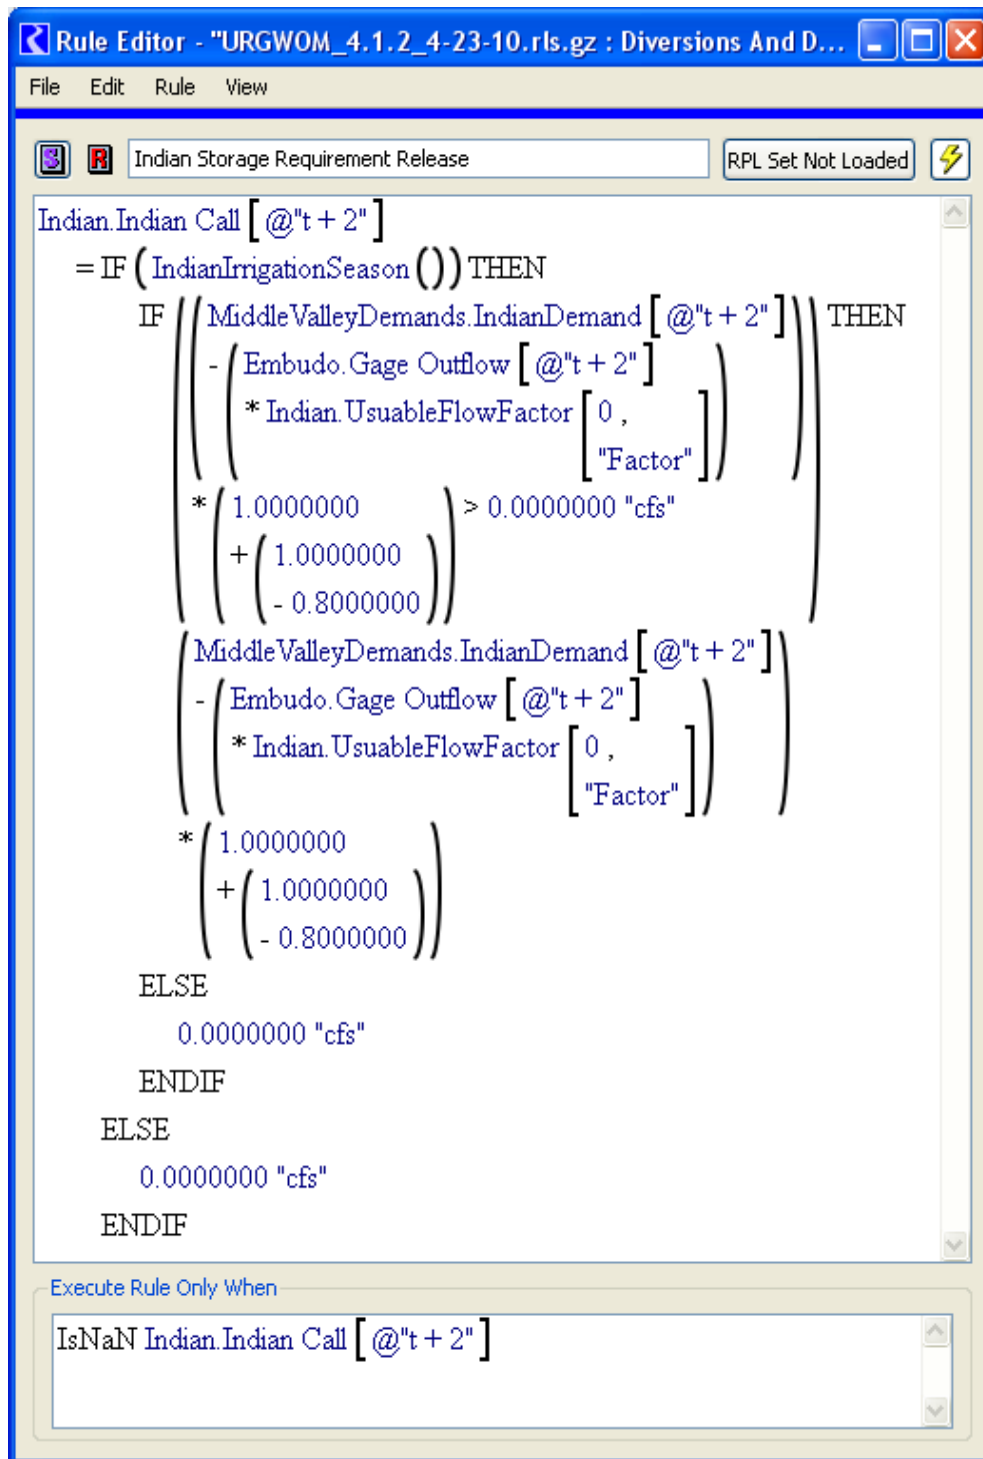 Rule Editor - "URGWOM_4.1.2_4-23-10.rls.gz : Diversions And D...
File Edit Rule View
S R Indian Storage Requirement Release RPL Set Not Loaded
Indian.Indian Call [ @"t + 2" ]
= IF ( IndianIrrigationSeason () ) THEN
IF ( ( MiddleValleyDemands.IndianDemand [ @"t + 2" ] ) ) THEN
- ( Embudo.Gage Outflow [ @"t + 2" ]
* Indian.UsuableFlowFactor [ 0 ,
"Factor" ] )
* ( 1.0000000 > 0.0000000 "cfs"
+ ( 1.0000000
- 0.8000000 ) )
( MiddleValleyDemands.IndianDemand [ @"t + 2" ] )
- ( Embudo.Gage Outflow [ @"t + 2" ]
* Indian.UsuableFlowFactor [ 0 ,
"Factor" ] )
* ( 1.0000000
+ ( 1.0000000
- 0.8000000 ) )
ELSE
0.0000000 "cfs"
ENDIF
ELSE
0.0000000 "cfs"
ENDIF
Execute Rule Only When
IsNaN Indian.Indian Call [ @"t + 2" ]